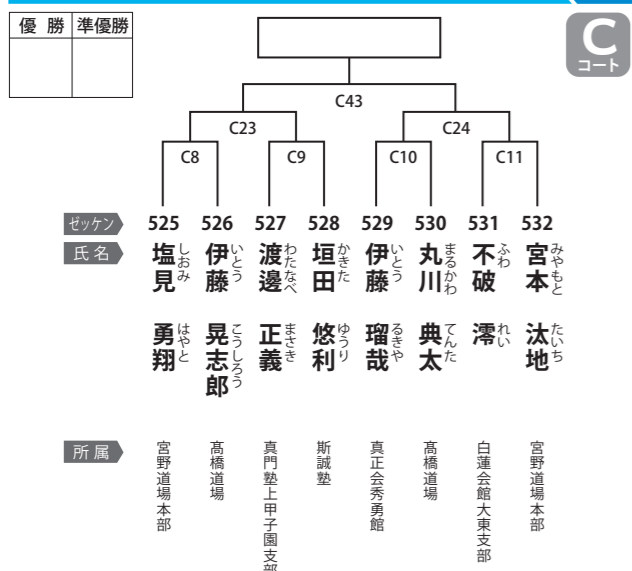 優 勝 準優勝
C
コート
C43
C23 C24
C8 C9 C10 C11
ゼッケン 525 526 527 528 529 530 531 532
氏名
塩見 勇翔
しおみ はやと
伊藤 晃志郎
いとう こうしろう
渡邊 正義
わたなべ まさき
垣田 悠利
かきた ゆうり
伊藤 瑠哉
いとう るきや
丸川 典太
まるかわ てんた
不破 澪
ふわ れい
宮本 汰地
みやもと たいち
所属
宮野道場本部
髙橋道場
真門塾上甲子園支部
斯誠塾
真正会秀勇館
髙橋道場
白蓮会館大東支部
宮野道場本部